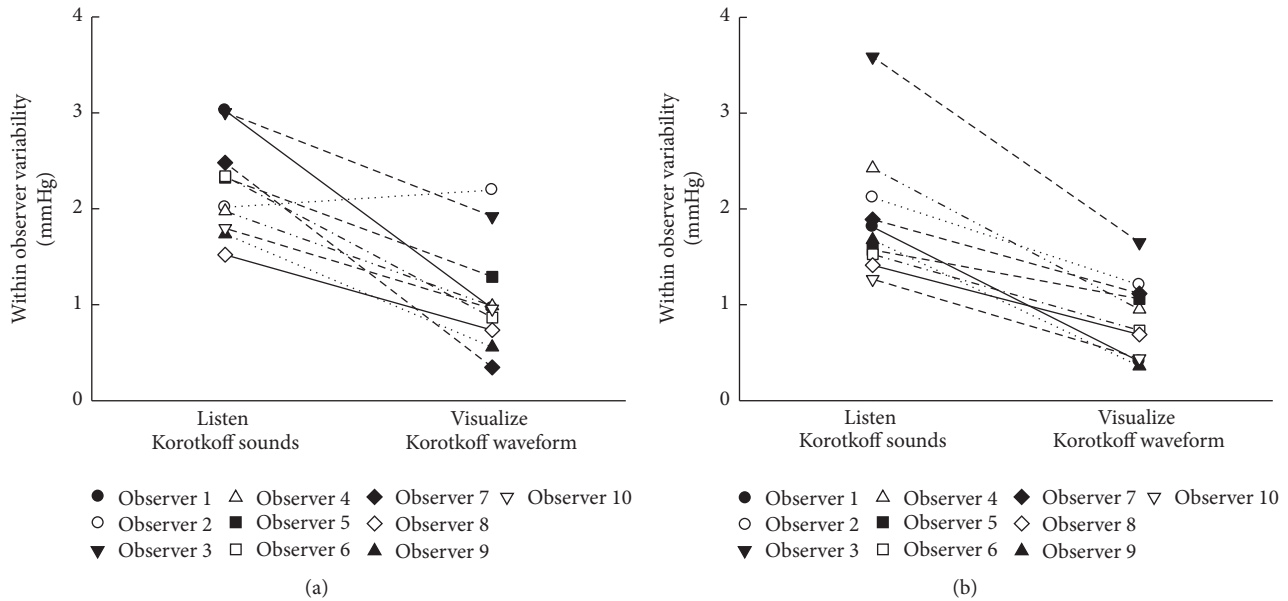 Within observer variability
(mmHg)
4
3
2
1
0
Listen
Korotkoff sounds
Visualize
Korotkoff waveform
Observer 1
Observer 2
Observer 3
Observer 4
Observer 5
Observer 6
Observer 7
Observer 8
Observer 9
Observer 10
(a)
Within observer variability
(mmHg)
4
3
2
1
0
Listen
Korotkoff sounds
Visualize
Korotkoff waveform
Observer 1
Observer 2
Observer 3
Observer 4
Observer 5
Observer 6
Observer 7
Observer 8
Observer 9
Observer 10
(b)